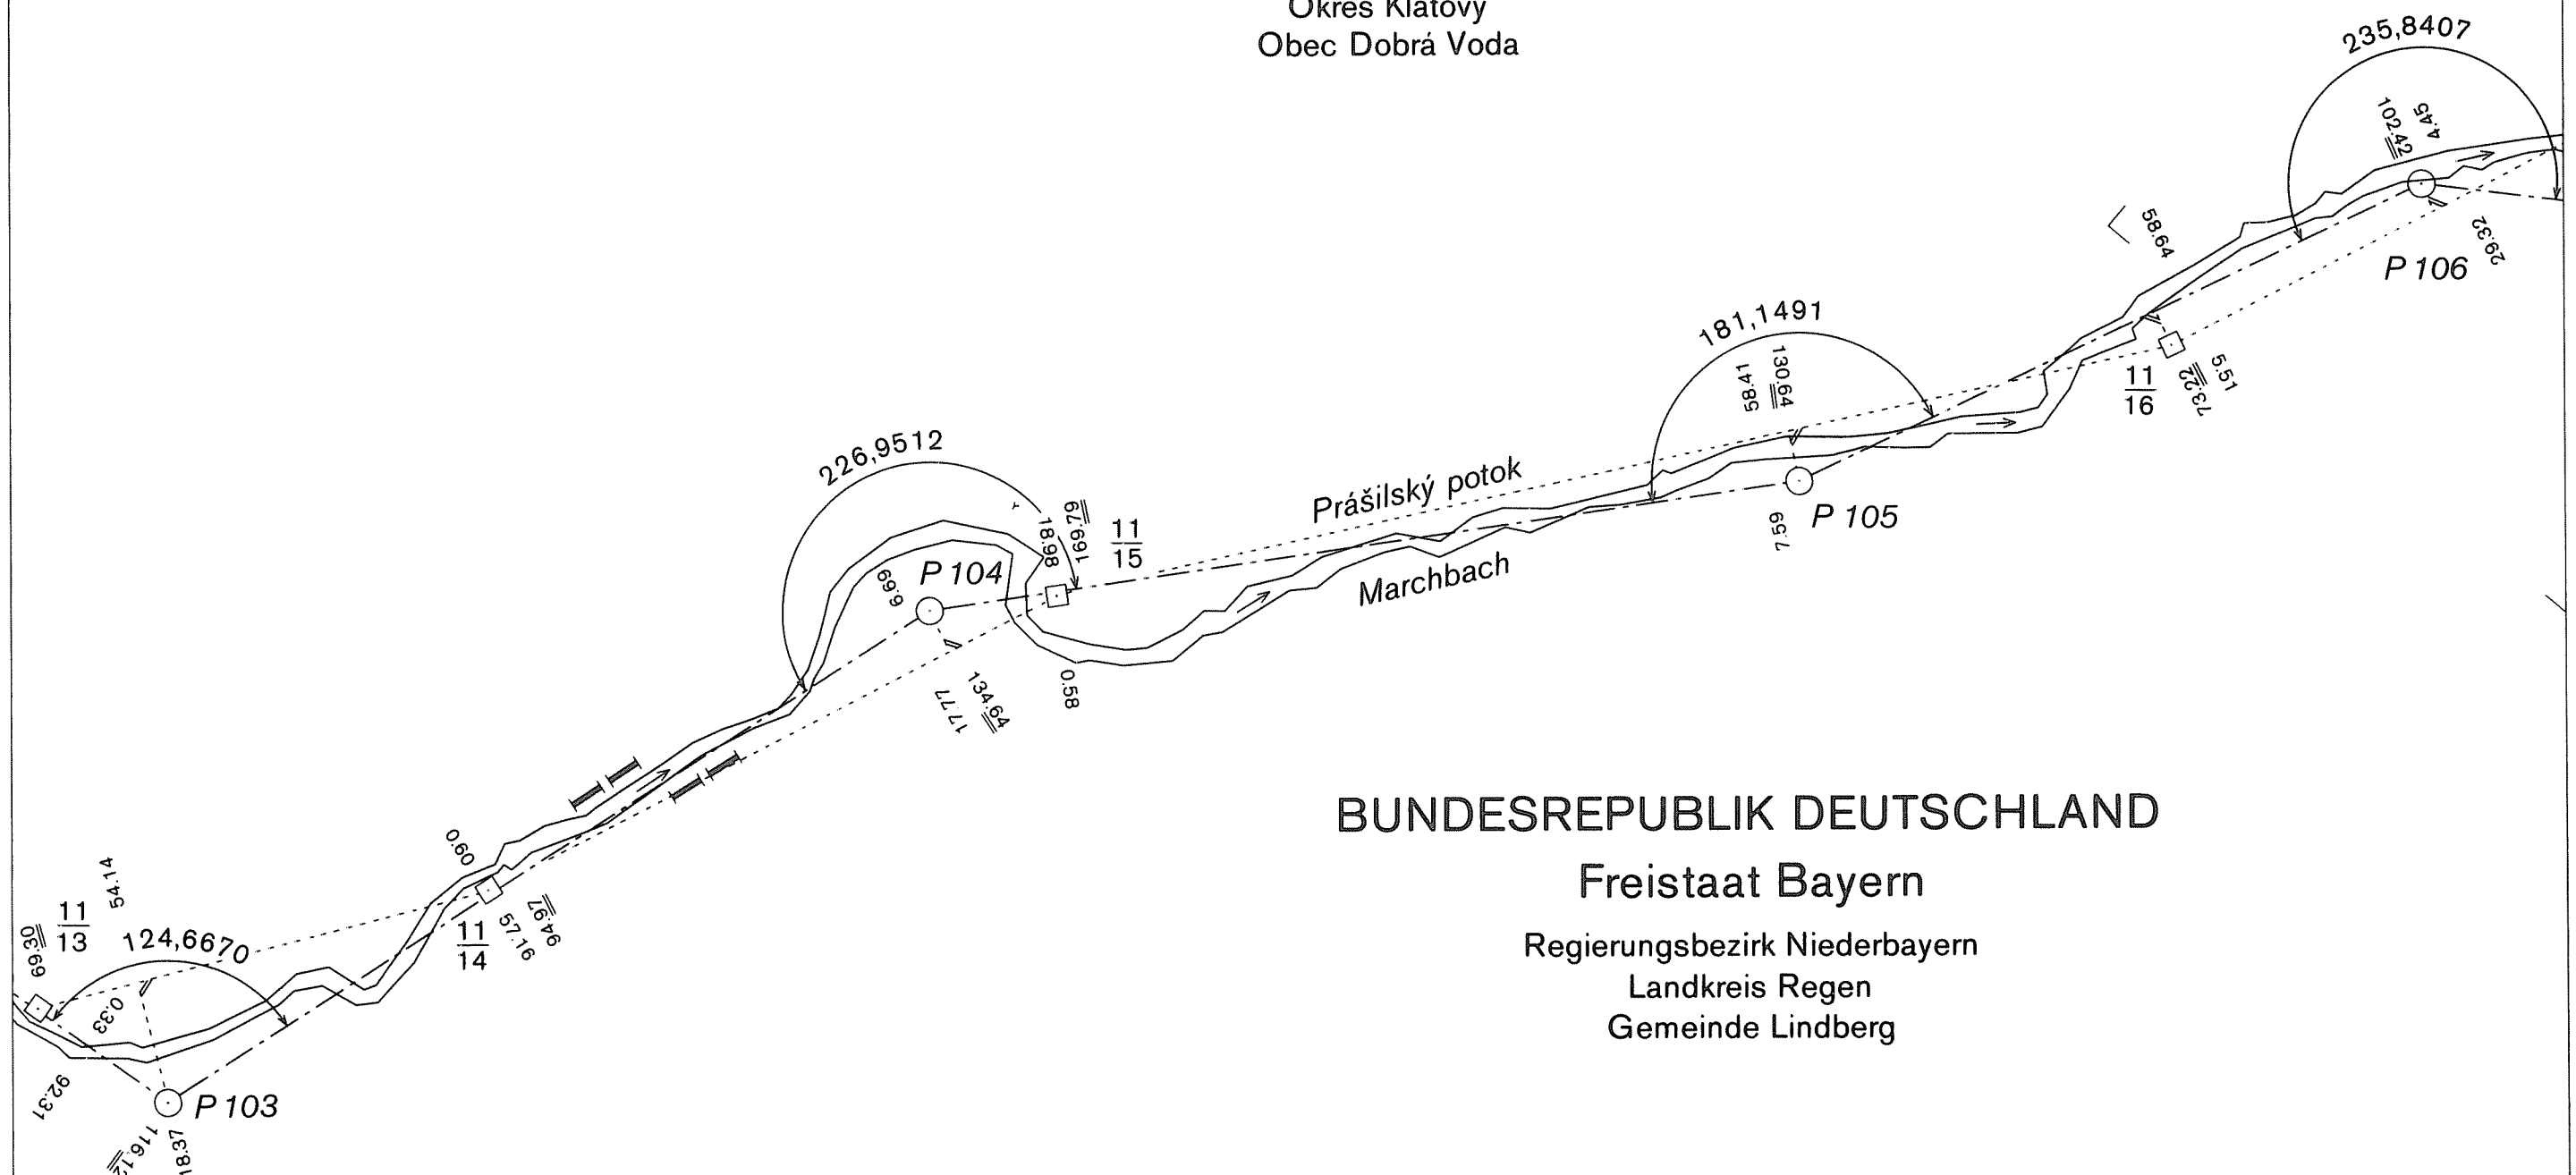 Okres Klatovy
Obec Dobrá Voda
235,8407
102.42
4.45
58.64
29.32
P 106
181,1491
130.64
58.41
11
16
73.22
5.51
226,9512
169.79
18.98
11
15
Prášilský potok
P 105
7.59
P 104
6.69
Marchbach
134.64
17.77
0.58
BUNDESREPUBLIK DEUTSCHLAND
Freistaat Bayern
Regierungsbezirk Niederbayern
Landkreis Regen
Gemeinde Lindberg
0.60
54.14
11
13
69.30
124,6670
11
14
57.16
94.97
0.33
92.31
P 103
18.37